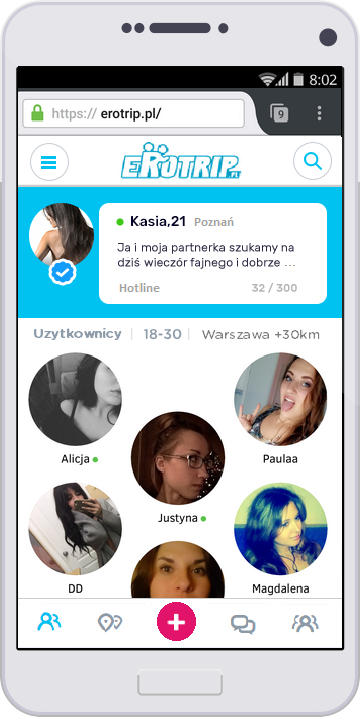 8:02
https:// erotrip.pl/
9
EROTRIP.PL
Kasia,21 Poznań
Ja i moja partnerka szukamy na
dziś wieczór fajnego i dobrze ...
Hotline 32 / 300
Uzytkownicy | 18-30 | Warszawa +30km
Alicja
Paulaa
Justyna
DD
Magdalena